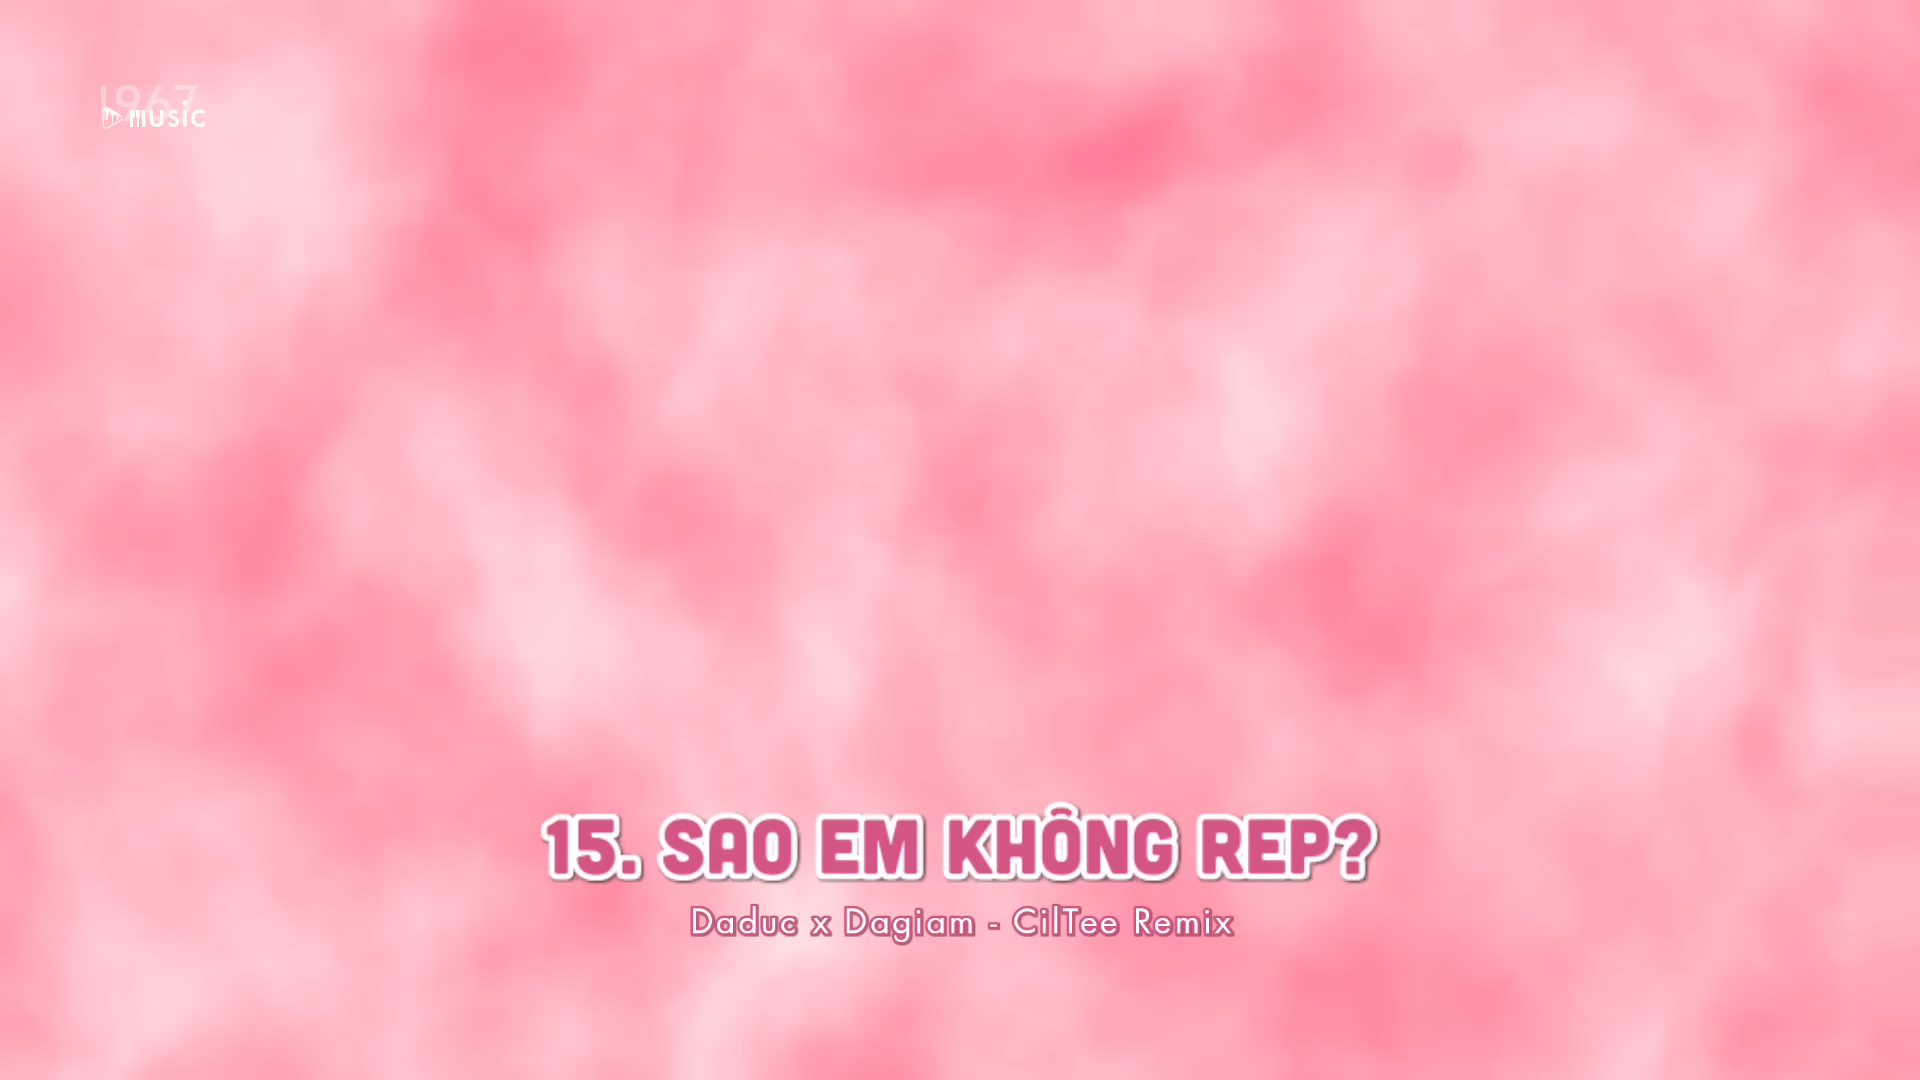 1967
music
15. SAO EM KHÔNG REP?
Daduc x Dagiam - CilTee Remix